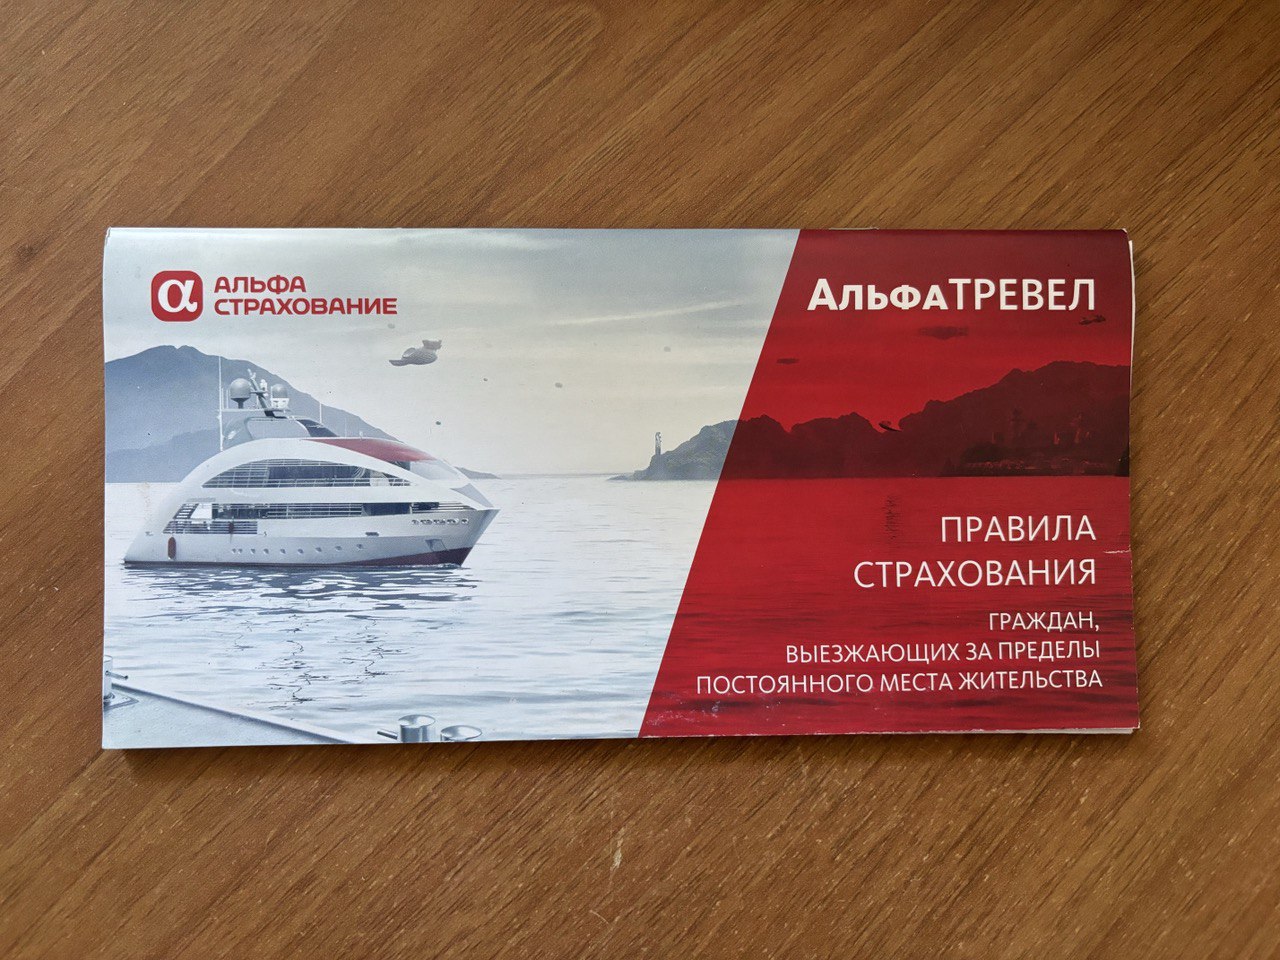 α
АЛЬФА
СТРАХОВАНИЕ
АльфаТРЕВЕЛ
ПРАВИЛА
СТРАХОВАНИЯ
ГРАЖДАН,
ВЫЕЗЖАЮЩИХ ЗА ПРЕДЕЛЫ
ПОСТОЯННОГО МЕСТА ЖИТЕЛЬСТВА